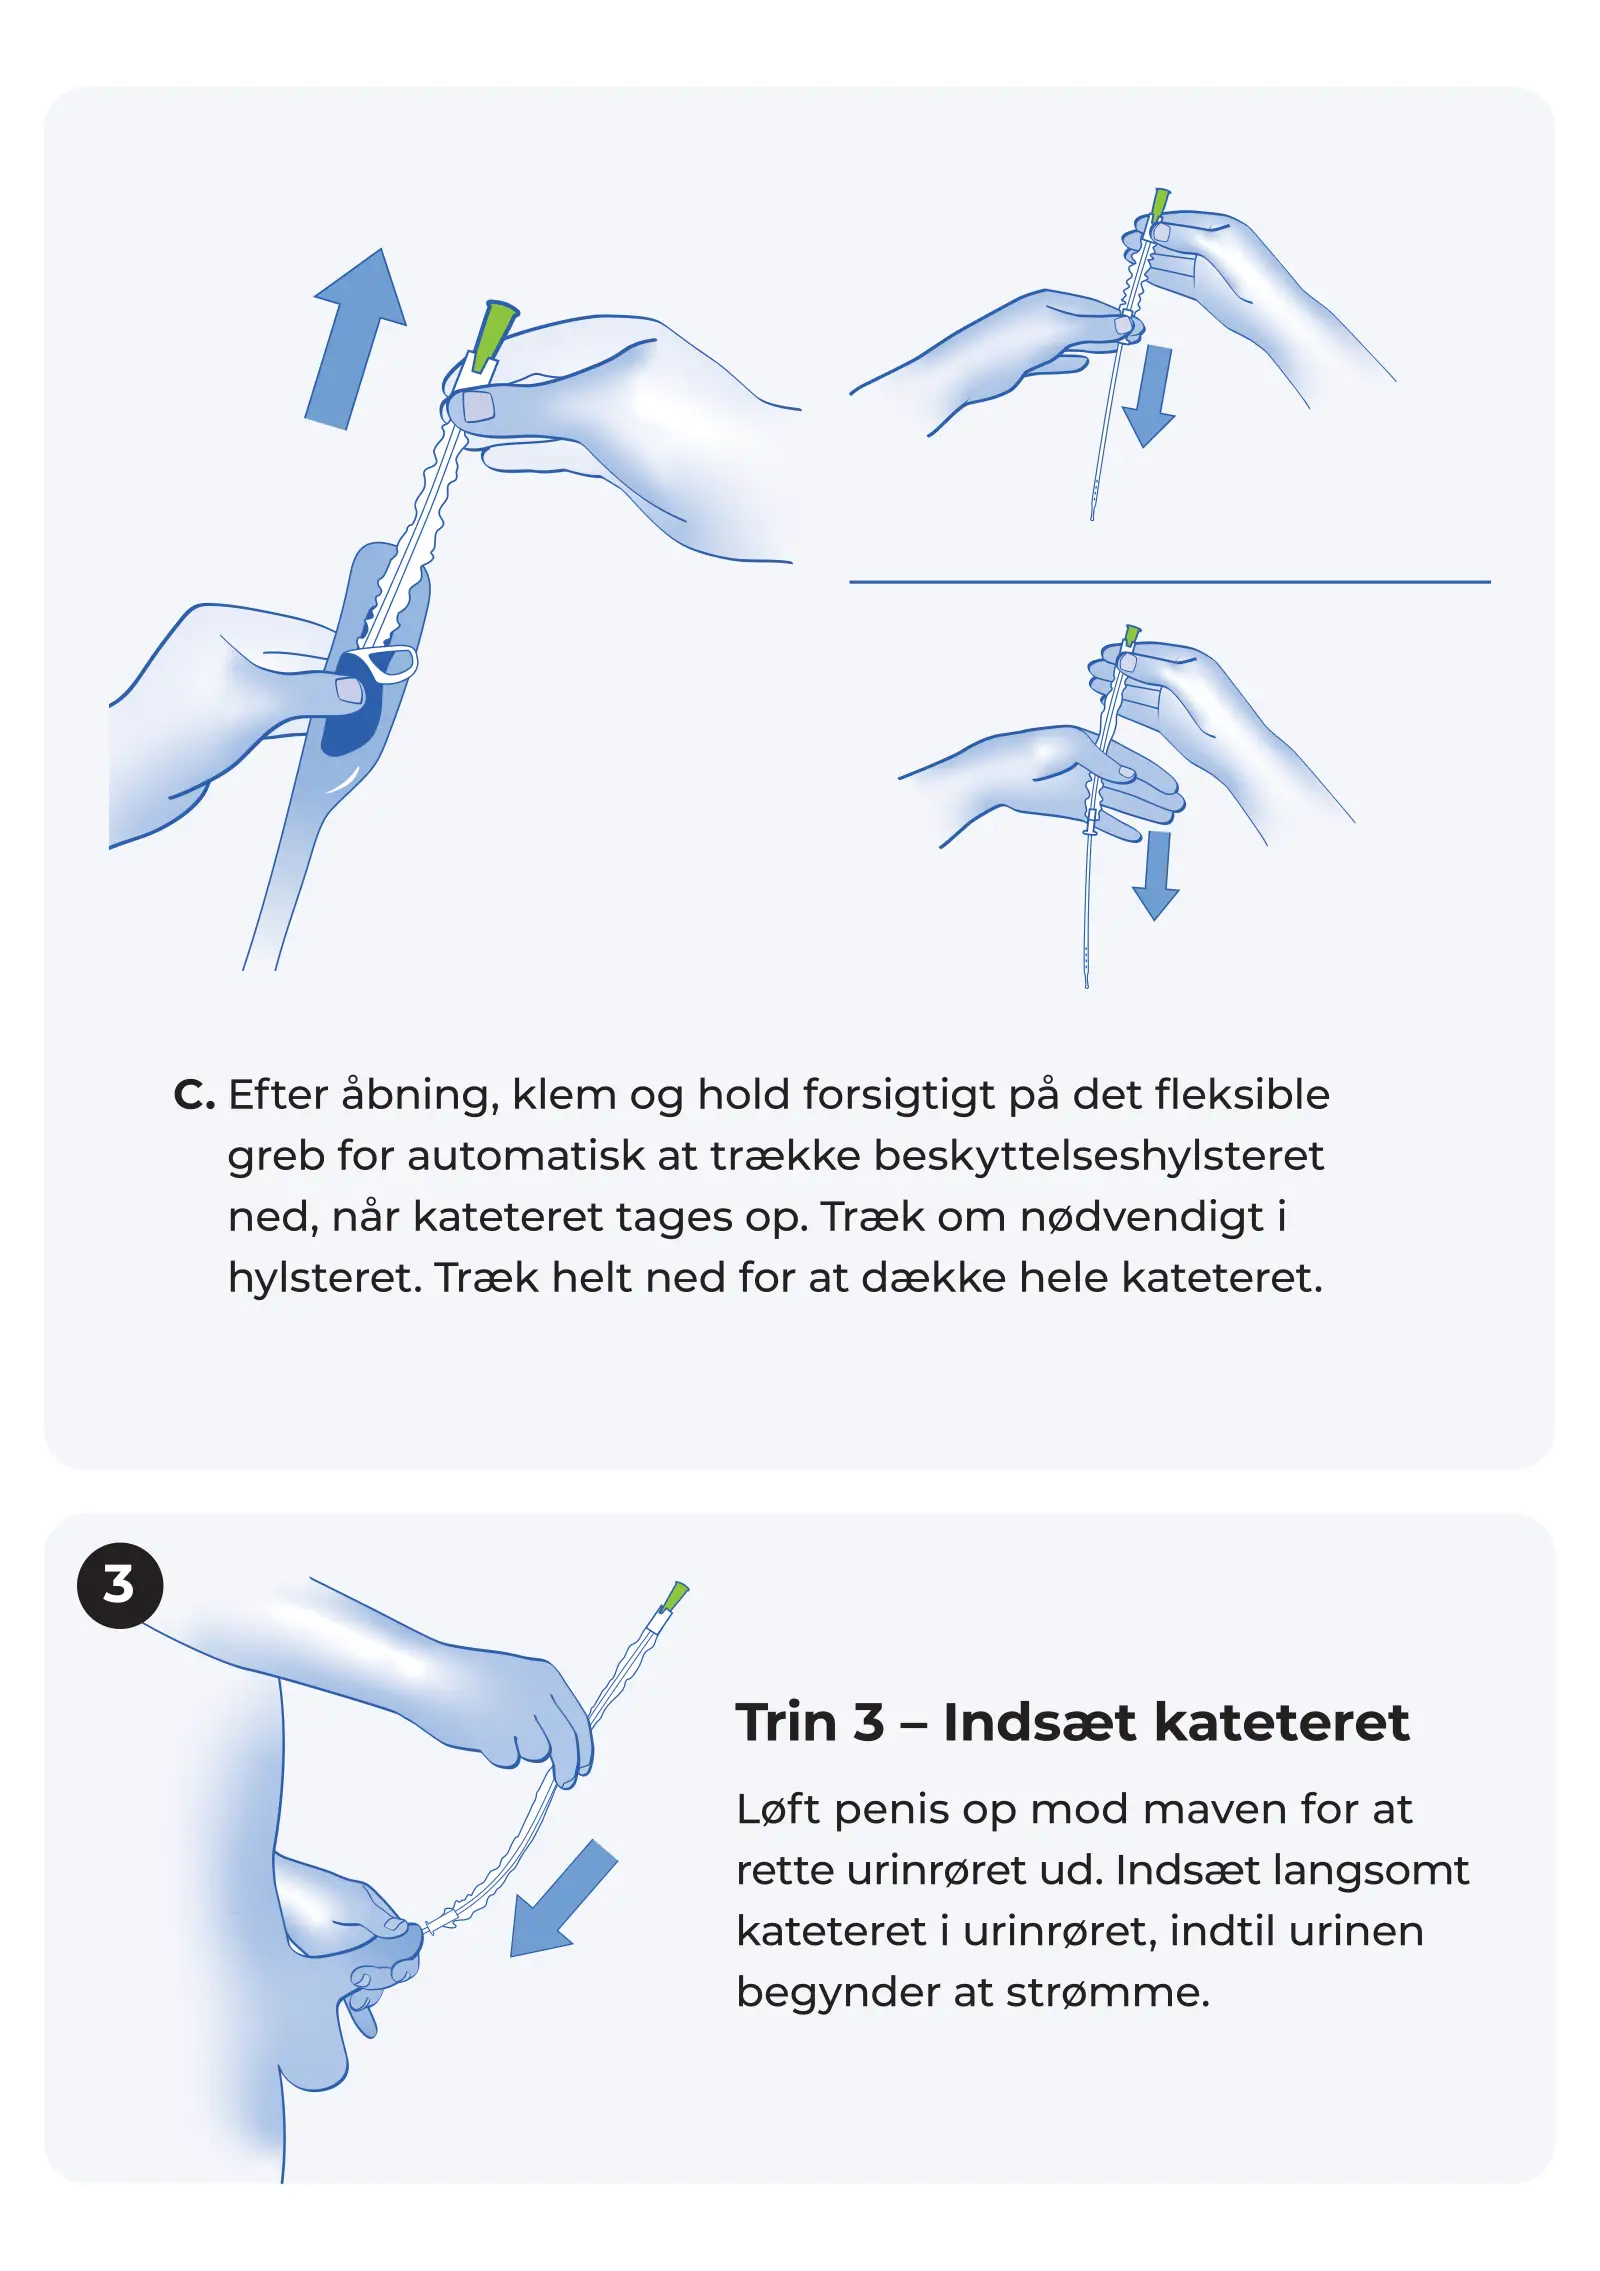 C. Efter åbning, klem og hold forsigtigt på det fleksible
greb for automatisk at trække beskyttelseshylsteret
ned, når kateteret tages op. Træk om nødvendigt i
hylsteret. Træk helt ned for at dække hele kateteret.
3
Trin 3 – Indsæt kateteret
Løft penis op mod maven for at
rette urinrøret ud. Indsæt langsomt
kateteret i urinrøret, indtil urinen
begynder at strømme.